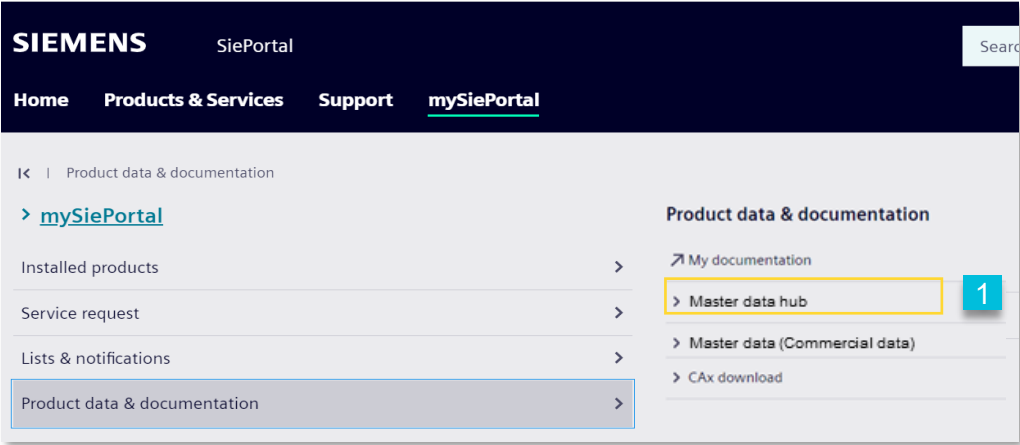 SIEMENS
SiePortal
Home Products & Services Support mySiePortal
Product data & documentation
mySiePortal
Installed products
Service request
Lists & notifications
Product data & documentation
Product data & documentation
My documentation
Master data hub
1
Master data (Commercial data)
CAx download